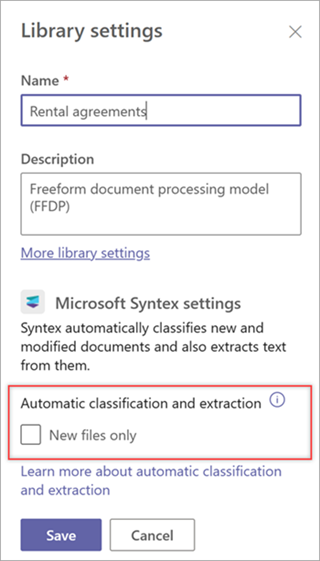 Library settings
Name *
Rental agreements
Description
Freeform document processing model
(FFDP)
More library settings
Microsoft Syntex settings
Syntex automatically classifies new and
modified documents and also extracts text
from them.
Automatic classification and extraction
New files only
Learn more about automatic classification
and extraction
Save Cancel